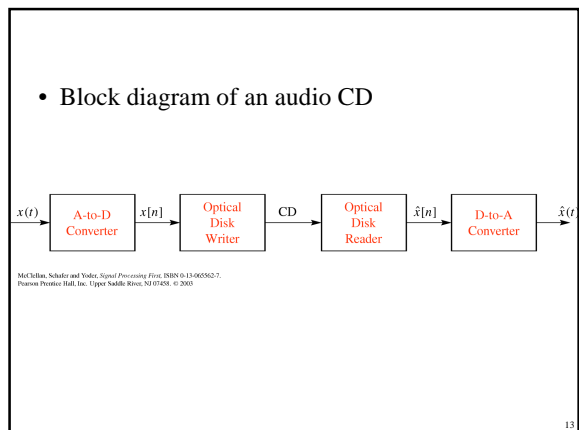 • Block diagram of an audio CD
x(t)
A-to-D
Converter
x[n]
Optical
Disk
Writer
CD
Optical
Disk
Reader
x̂[n]
D-to-A
Converter
x̂(t)
McClellan, Schafer and Yoder, Signal Processing First, ISBN 0-13-065562-7.
Pearson Prentice Hall, Inc. Upper Saddle River, NJ 07458. © 2003
13